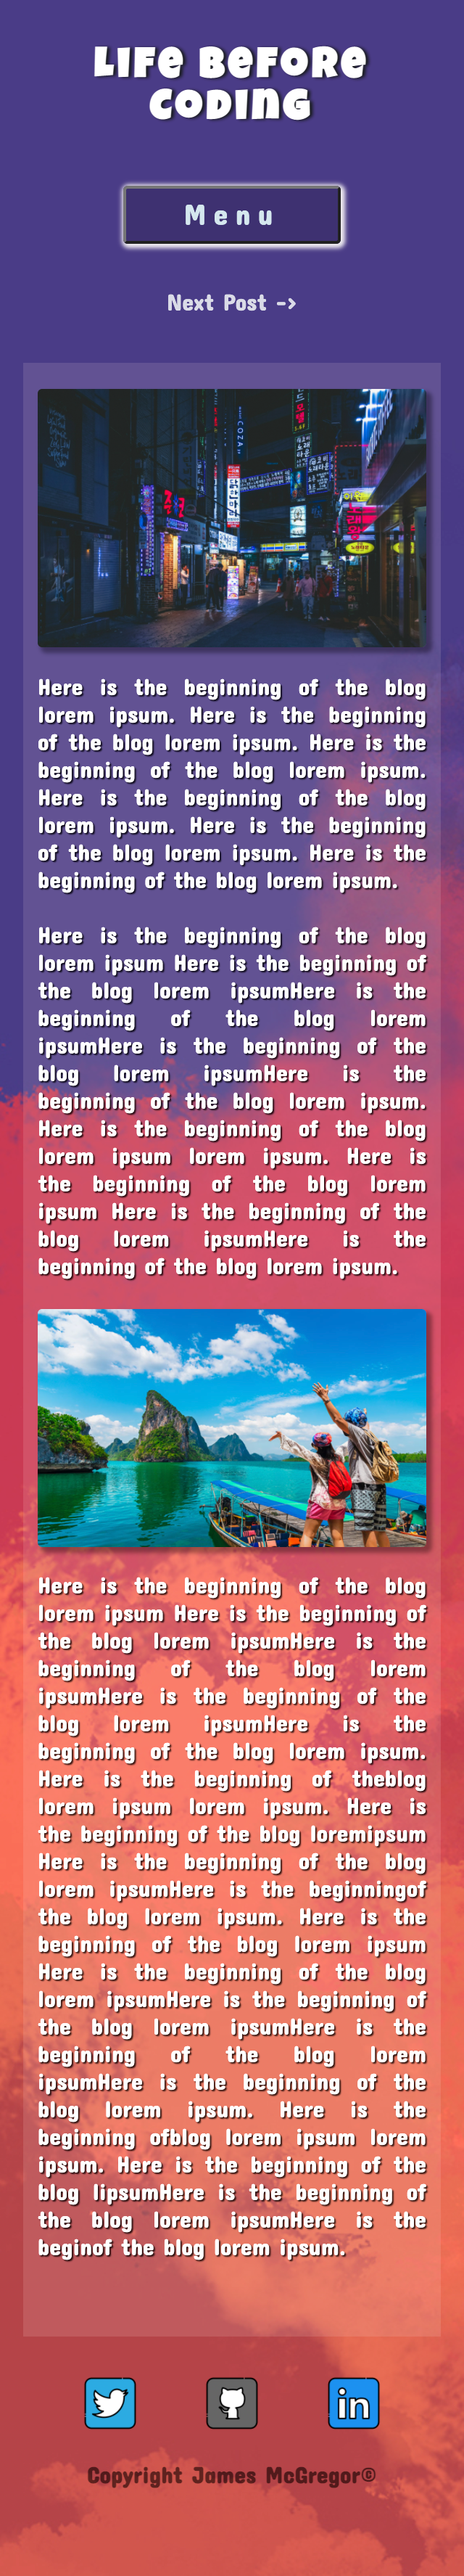 Life Before
Coding
Menu
Next Post ->
COZA
주국
닭한마리
노래
Here is the beginning of the blog
lorem ipsum. Here is the beginning
of the blog lorem ipsum. Here is the
beginning of the blog lorem ipsum.
Here is the beginning of the blog
lorem ipsum. Here is the beginning
of the blog lorem ipsum. Here is the
beginning of the blog lorem ipsum.
Here is the beginning of the blog
lorem ipsum Here is the beginning of
the blog lorem ipsumHere is the
beginning of the blog lorem
ipsumHere is the beginning of the
blog lorem ipsumHere is the
beginning of the blog lorem ipsum.
Here is the beginning of the blog
lorem ipsum lorem ipsum. Here is
the beginning of the blog lorem
ipsum Here is the beginning of the
blog lorem ipsumHere is the
beginning of the blog lorem ipsum.
Here is the beginning of the blog
lorem ipsum Here is the beginning of
the blog lorem ipsumHere is the
beginning of the blog lorem
ipsumHere is the beginning of the
blog lorem ipsumHere is the
beginning of the blog lorem ipsum.
Here is the beginning of theblog
lorem ipsum lorem ipsum. Here is
the beginning of the blog loremipsum
Here is the beginning of the blog
lorem ipsumHere is the beginningof
the blog lorem ipsum. Here is the
beginning of the blog lorem ipsum
Here is the beginning of the blog
lorem ipsumHere is the beginning of
the blog lorem ipsumHere is the
beginning of the blog lorem
ipsumHere is the beginning of the
blog lorem ipsum. Here is the
beginning ofblog lorem ipsum lorem
ipsum. Here is the beginning of the
blog lipsumHere is the beginning of
the blog lorem ipsumHere is the
beginof the blog lorem ipsum.
in
Copyright James McGregor©